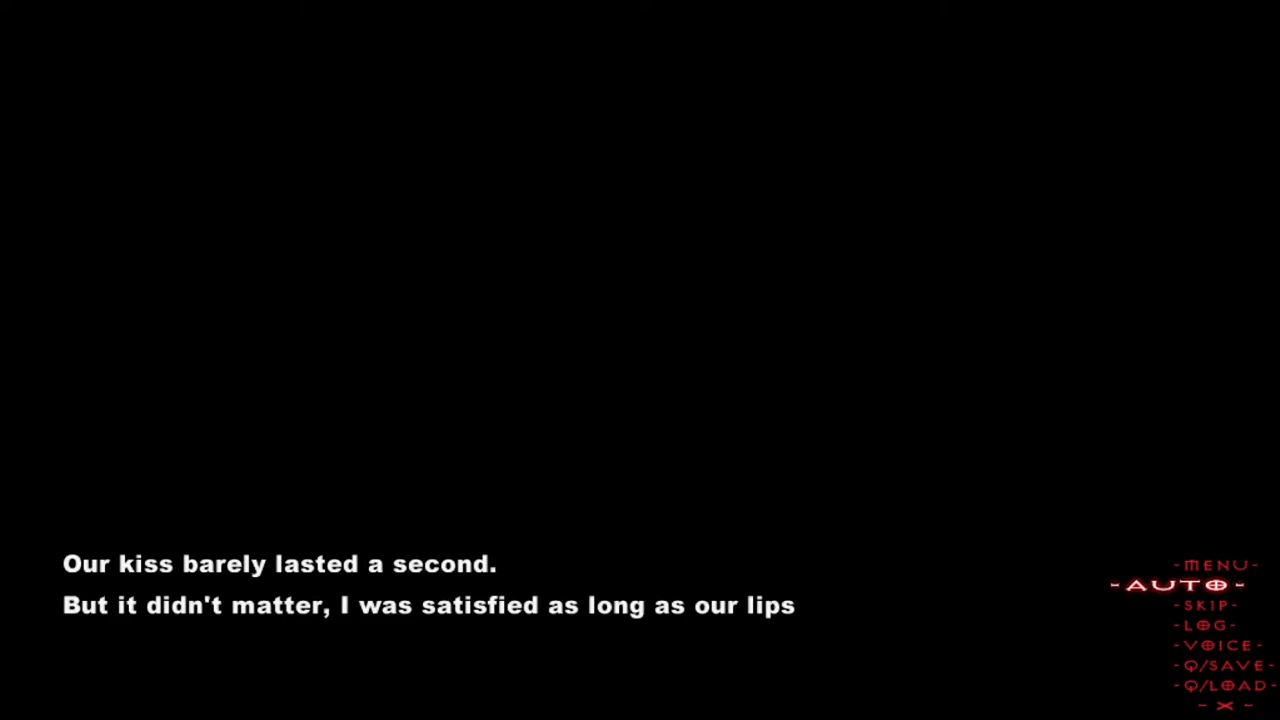 Our kiss barely lasted a second.
But it didn't matter, I was satisfied as long as our lips
-MENU-
-AUTO-
-SKIP-
-LOG-
-VOICE-
-Q/SAVE-
-Q/LOAD-
-X-